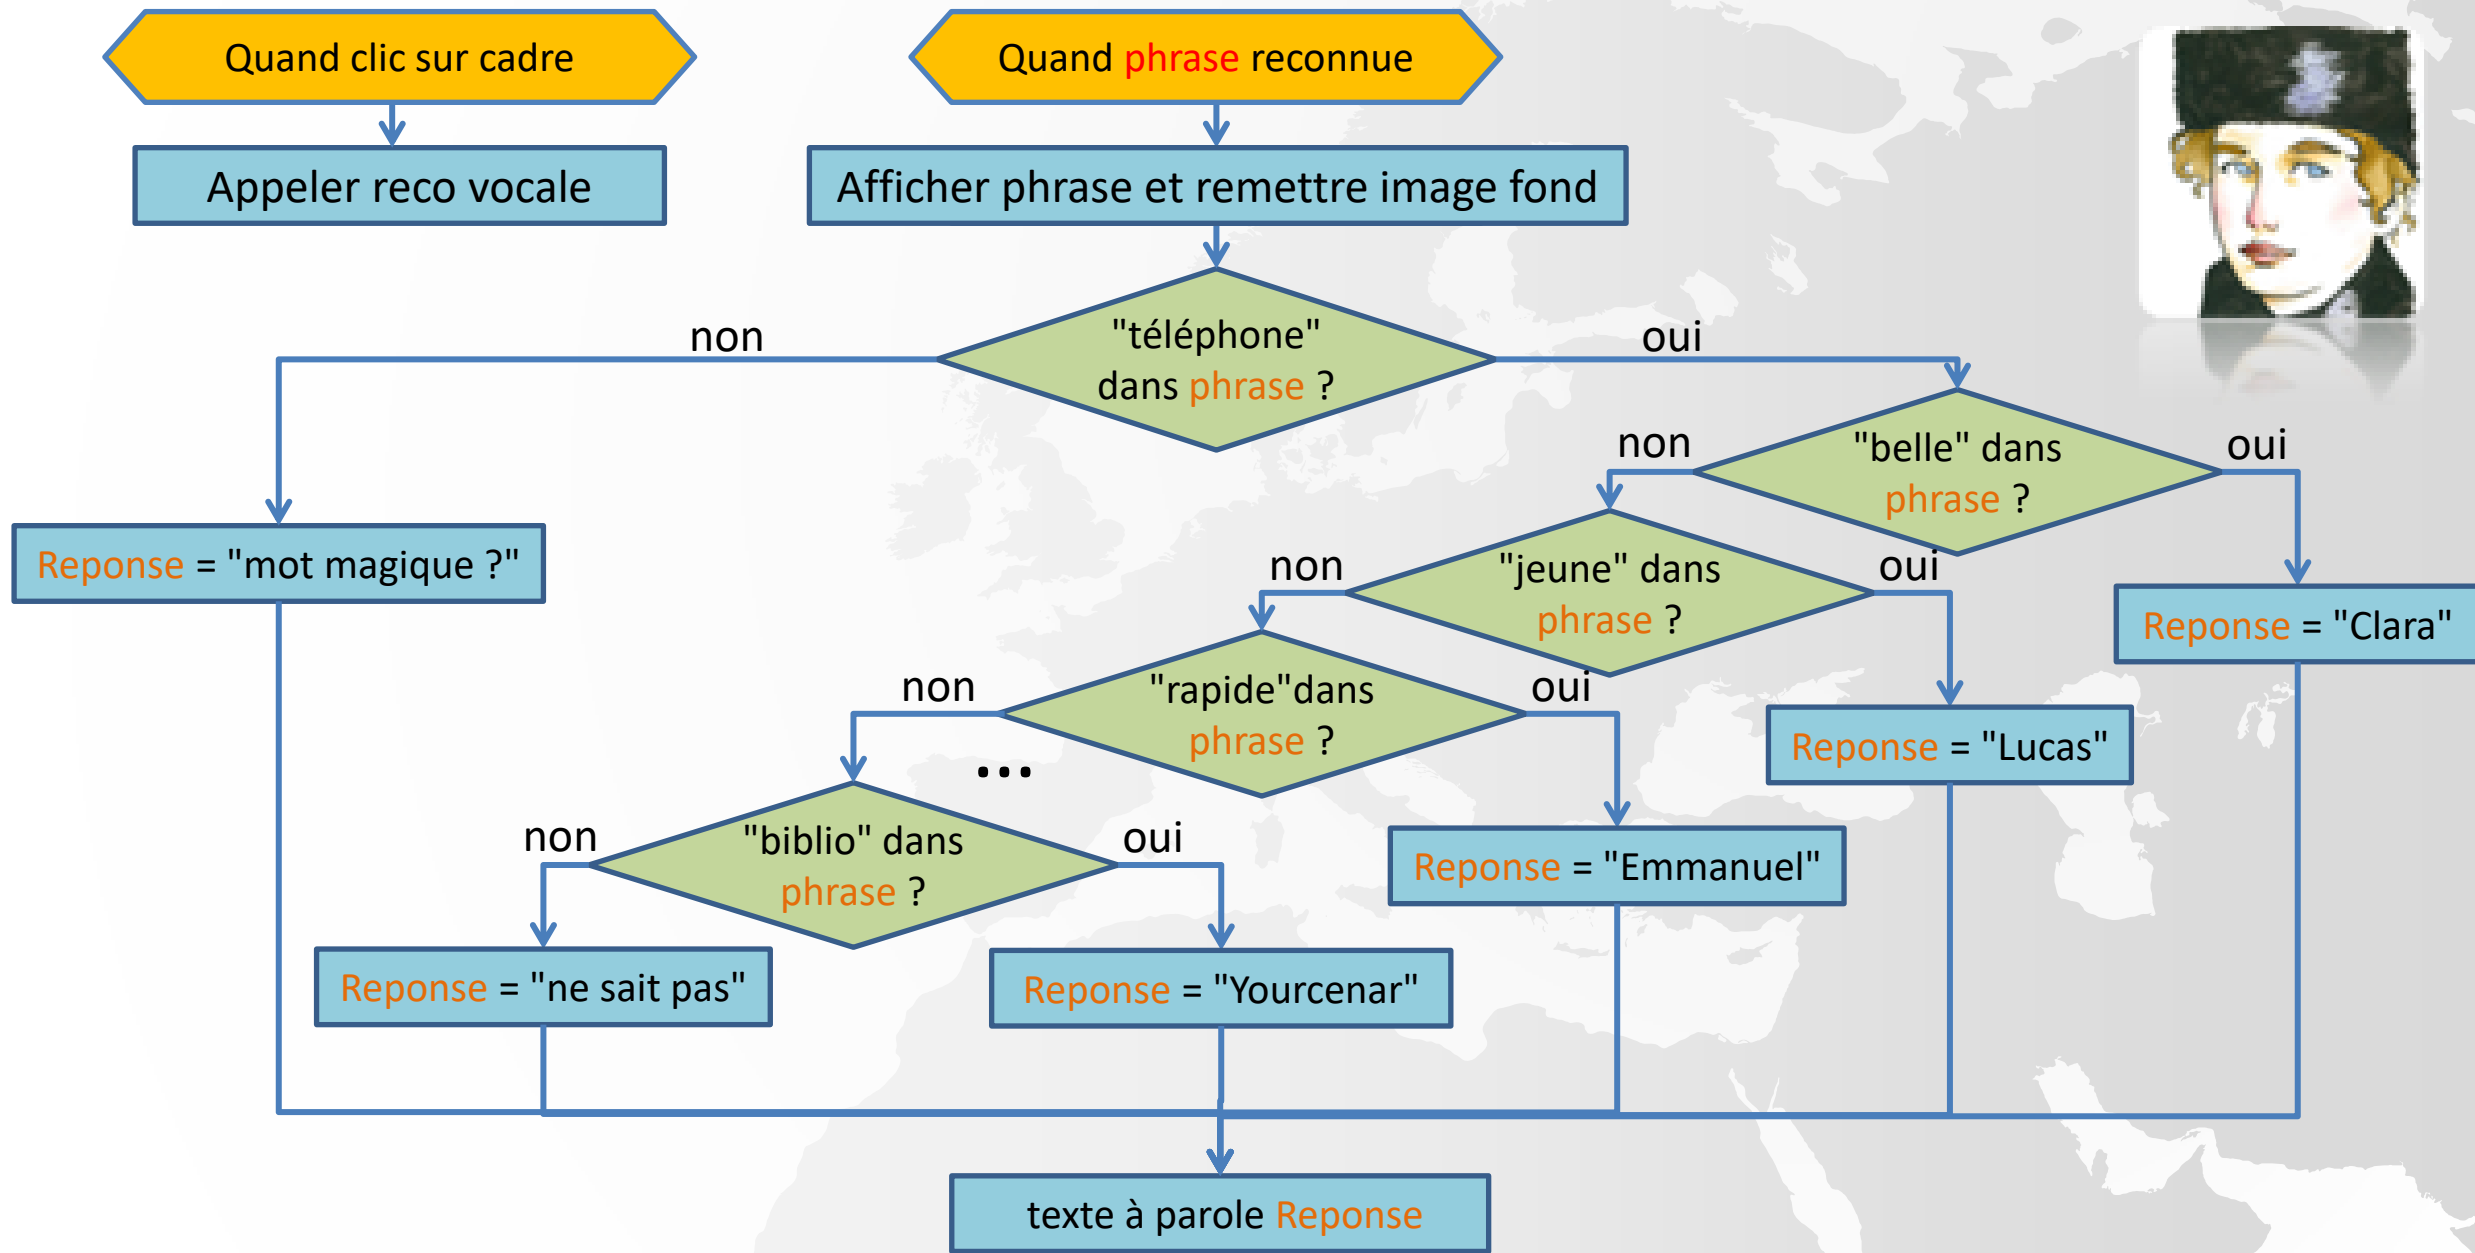 Quand clic sur cadre
Quand phrase reconnue
Appeler reco vocale
Afficher phrase et remettre image fond
non
"téléphone"
dans phrase ?
oui
non
"belle" dans
phrase ?
oui
Reponse = "mot magique ?"
non
"jeune" dans
phrase ?
oui
Reponse = "Clara"
non
"rapide"dans
phrase ?
oui
Reponse = "Lucas"
...
non
"biblio" dans
phrase ?
oui
Reponse = "Emmanuel"
Reponse = "ne sait pas"
Reponse = "Yourcenar"
texte à parole Reponse